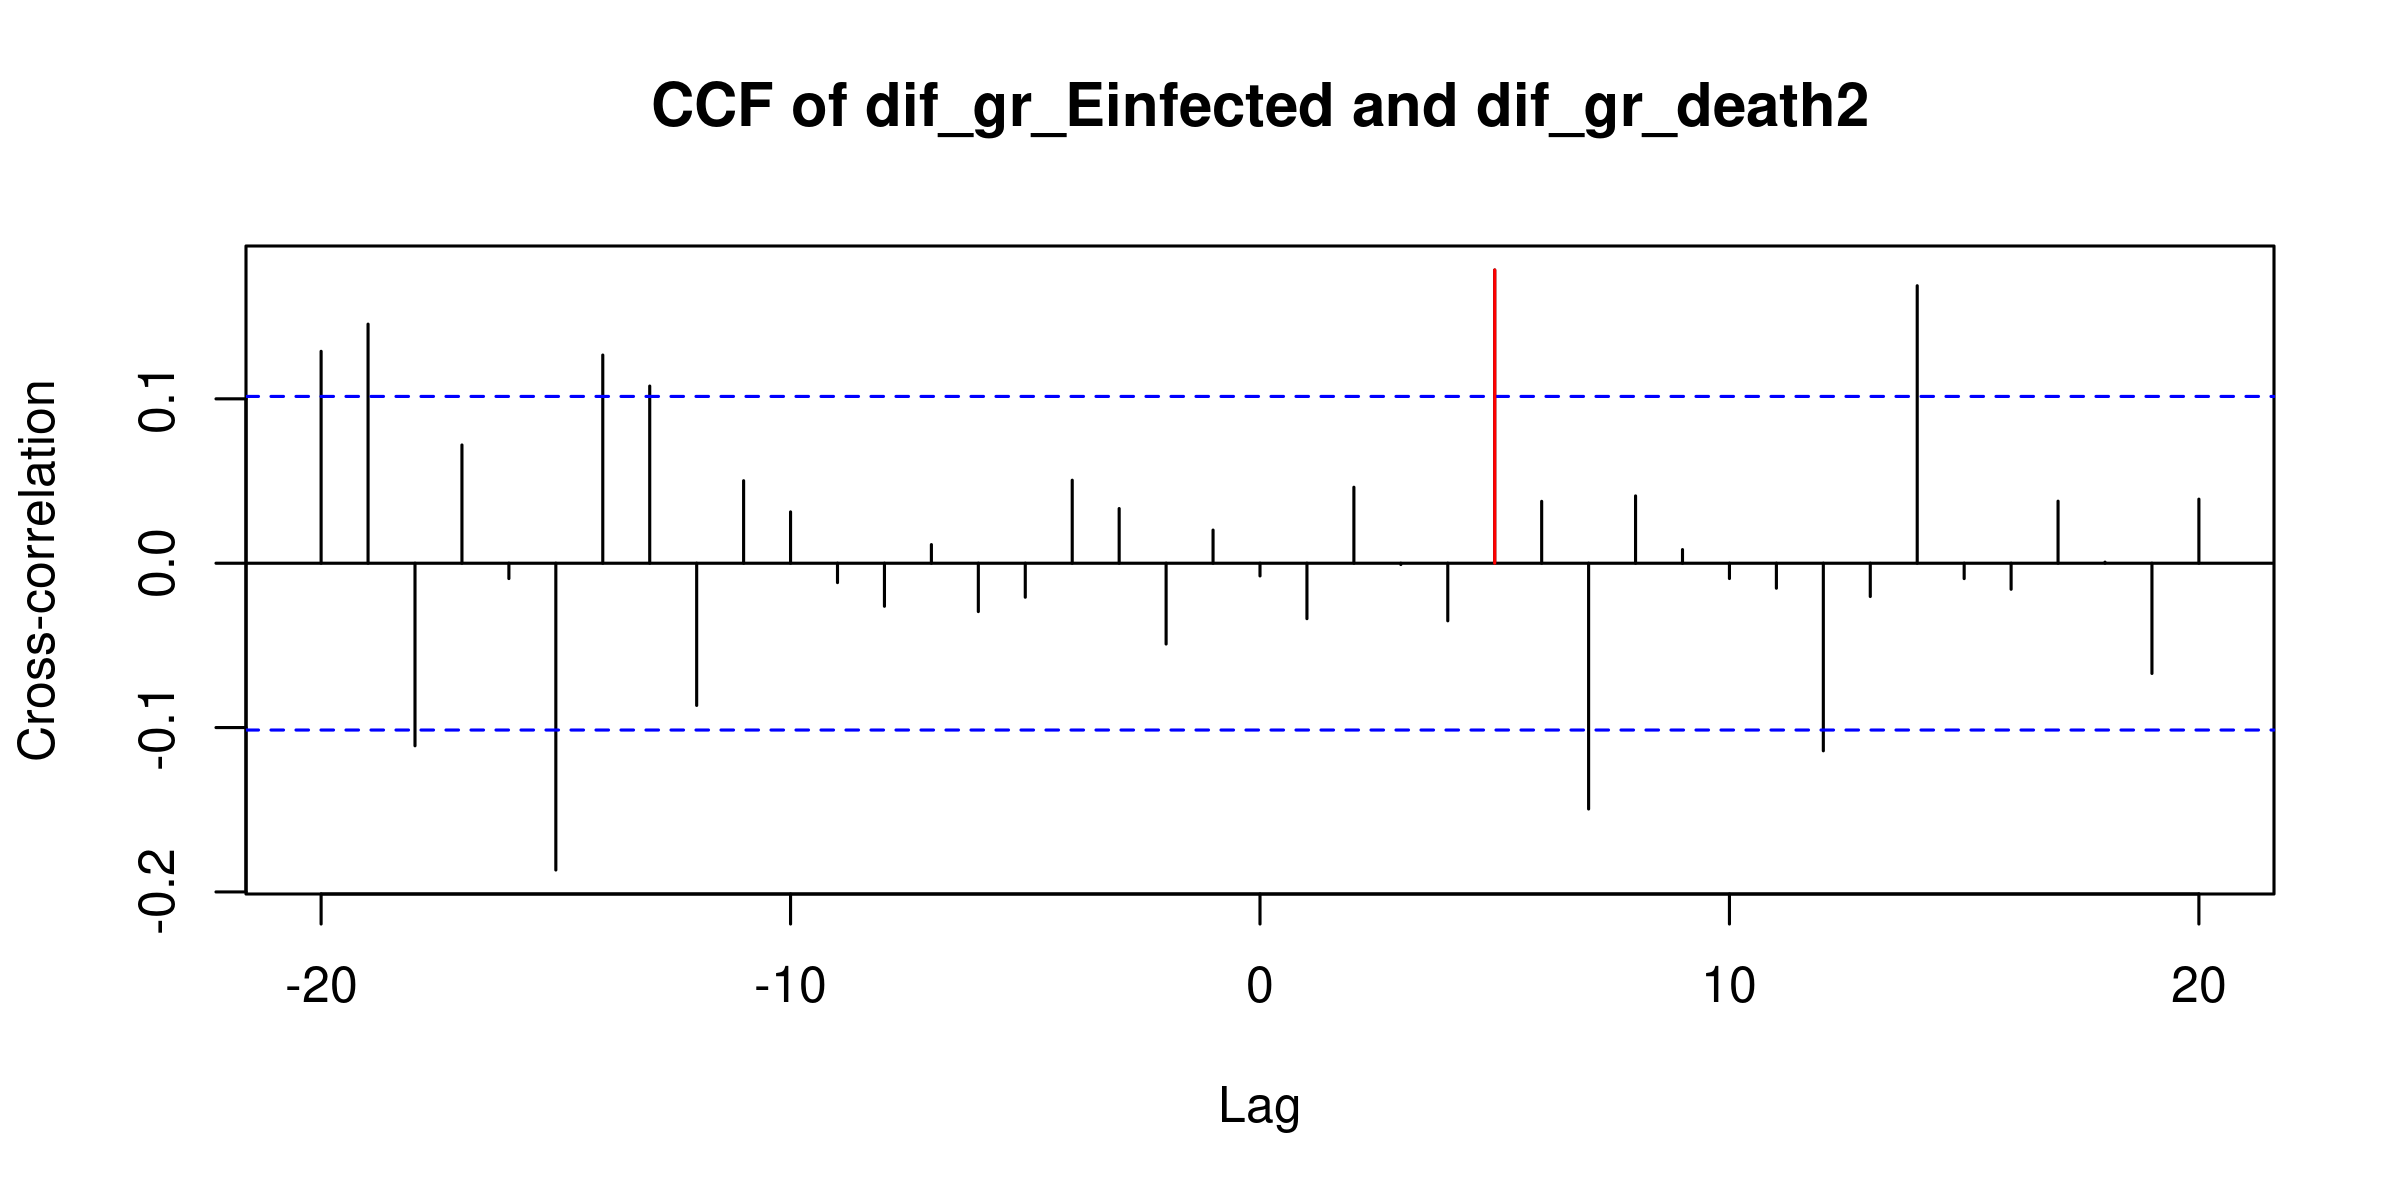 CCF of dif_gr_Einfected and dif_gr_death2
Cross-correlation
0.1
0.0
-0.1
-0.2
-20 -10 0 10 20
Lag